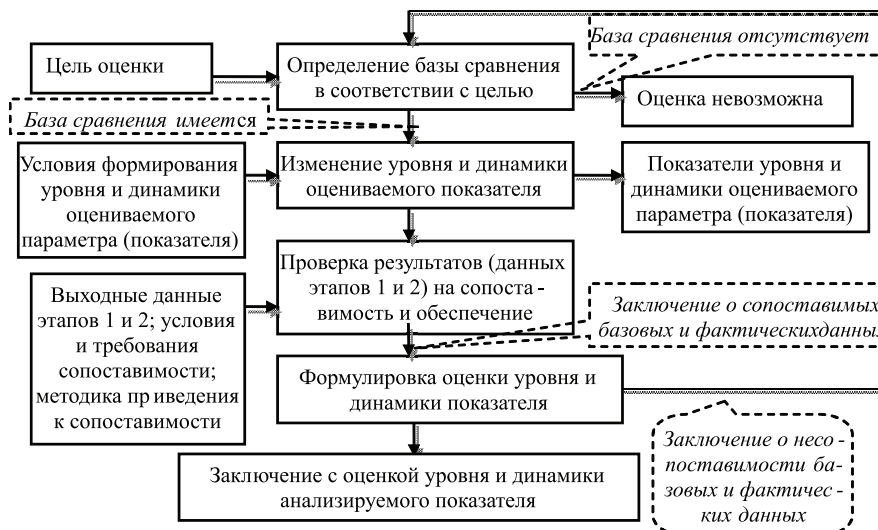 База сравнения отсутствует
Цель оценки
Определение базы сравнения
в соответствии с целью
Оценка невозможна
База сравнения имеется
Условия формирования
уровня и динамики
оцениваемого
параметра (показателя)
Изменение уровня и динамики
оцениваемого показателя
Показатели уровня и
динамики оцениваемого
параметра (показателя)
Выходные данные
этапов 1 и 2; условия
и требования
сопоставимости;
методика пр иведения
к сопоставимости
Проверка результатов (данных
этапов 1 и 2) на сопоста -
вимость и обеспечение
Заключение о сопоставимых
базовых и фактическихданных
Формулировка оценки уровня и
динамики показателя
Заключение о несо -
поставимости ба-
зовых и фактичес -
ких данных
Заключение с оценкой уровня и динамики
анализируемого показателя